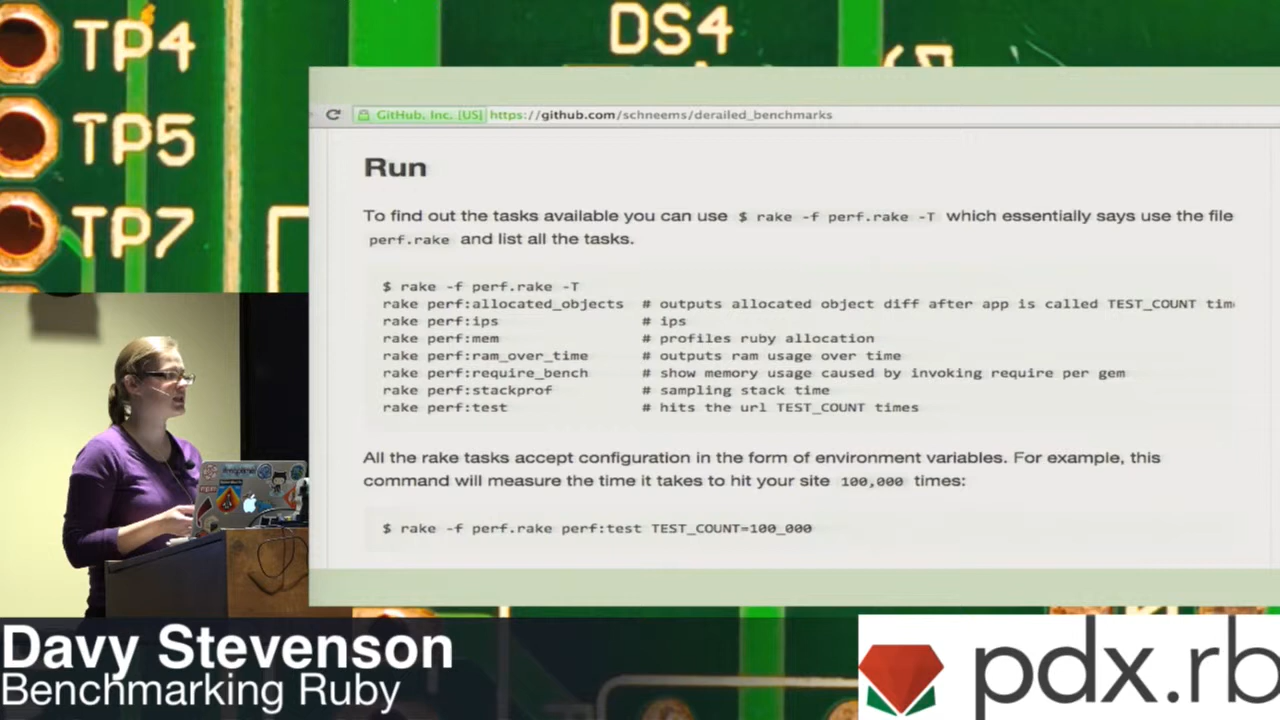 TP4
TP5
TP7
DS4
GitHub, Inc. [US] https://github.com/schneems/derailed_benchmarks
Run
To find out the tasks available you can use $ rake -f perf.rake -T which essentially says use the file
perf.rake and list all the tasks.
$ rake -f perf.rake -T
rake perf:allocated_objects # outputs allocated object diff after app is called TEST_COUNT tim
rake perf:ips # ips
rake perf:mem # profiles ruby allocation
rake perf:ram_over_time # outputs ram usage over time
rake perf:require_bench # show memory usage caused by invoking require per gem
rake perf:stackprof # sampling stack time
rake perf:test # hits the url TEST_COUNT times
All the rake tasks accept configuration in the form of environment variables. For example, this
command will measure the time it takes to hit your site 100,000 times:
$ rake -f perf.rake perf:test TEST_COUNT=100_000
Davy Stevenson
Benchmarking Ruby
pdx.rb